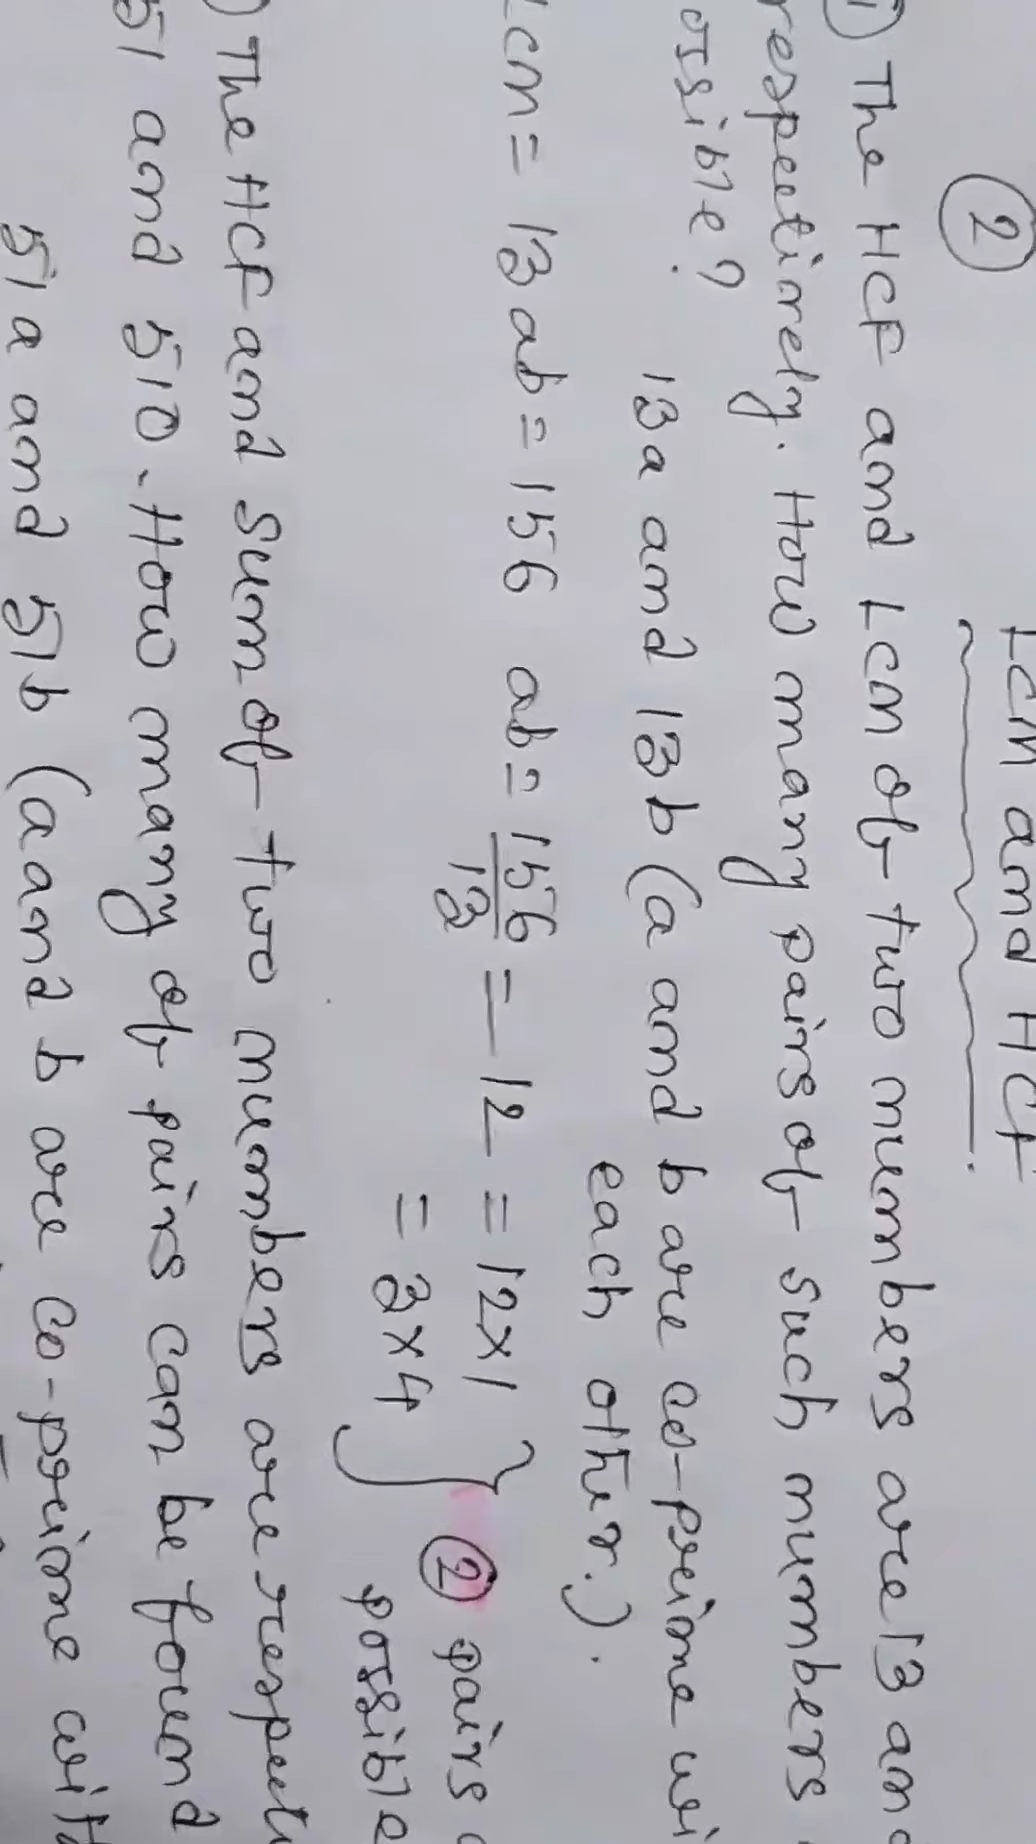 LCM and HCF
②
1) The HCF and LCM of two numbers are 13 and
respectively. How many pairs of such numbers
ossible?
13a and 13b (a and b are co-prime wi
each other.).
LCM = 13ab = 156 ab = 156/13 = 12 = 12×1
= 3×4 } ② pairs
possible
) The HCF and sum of two numbers are respecti
51 and 510. How many of pairs can be found
51a and 51b (a and b are co-prime with